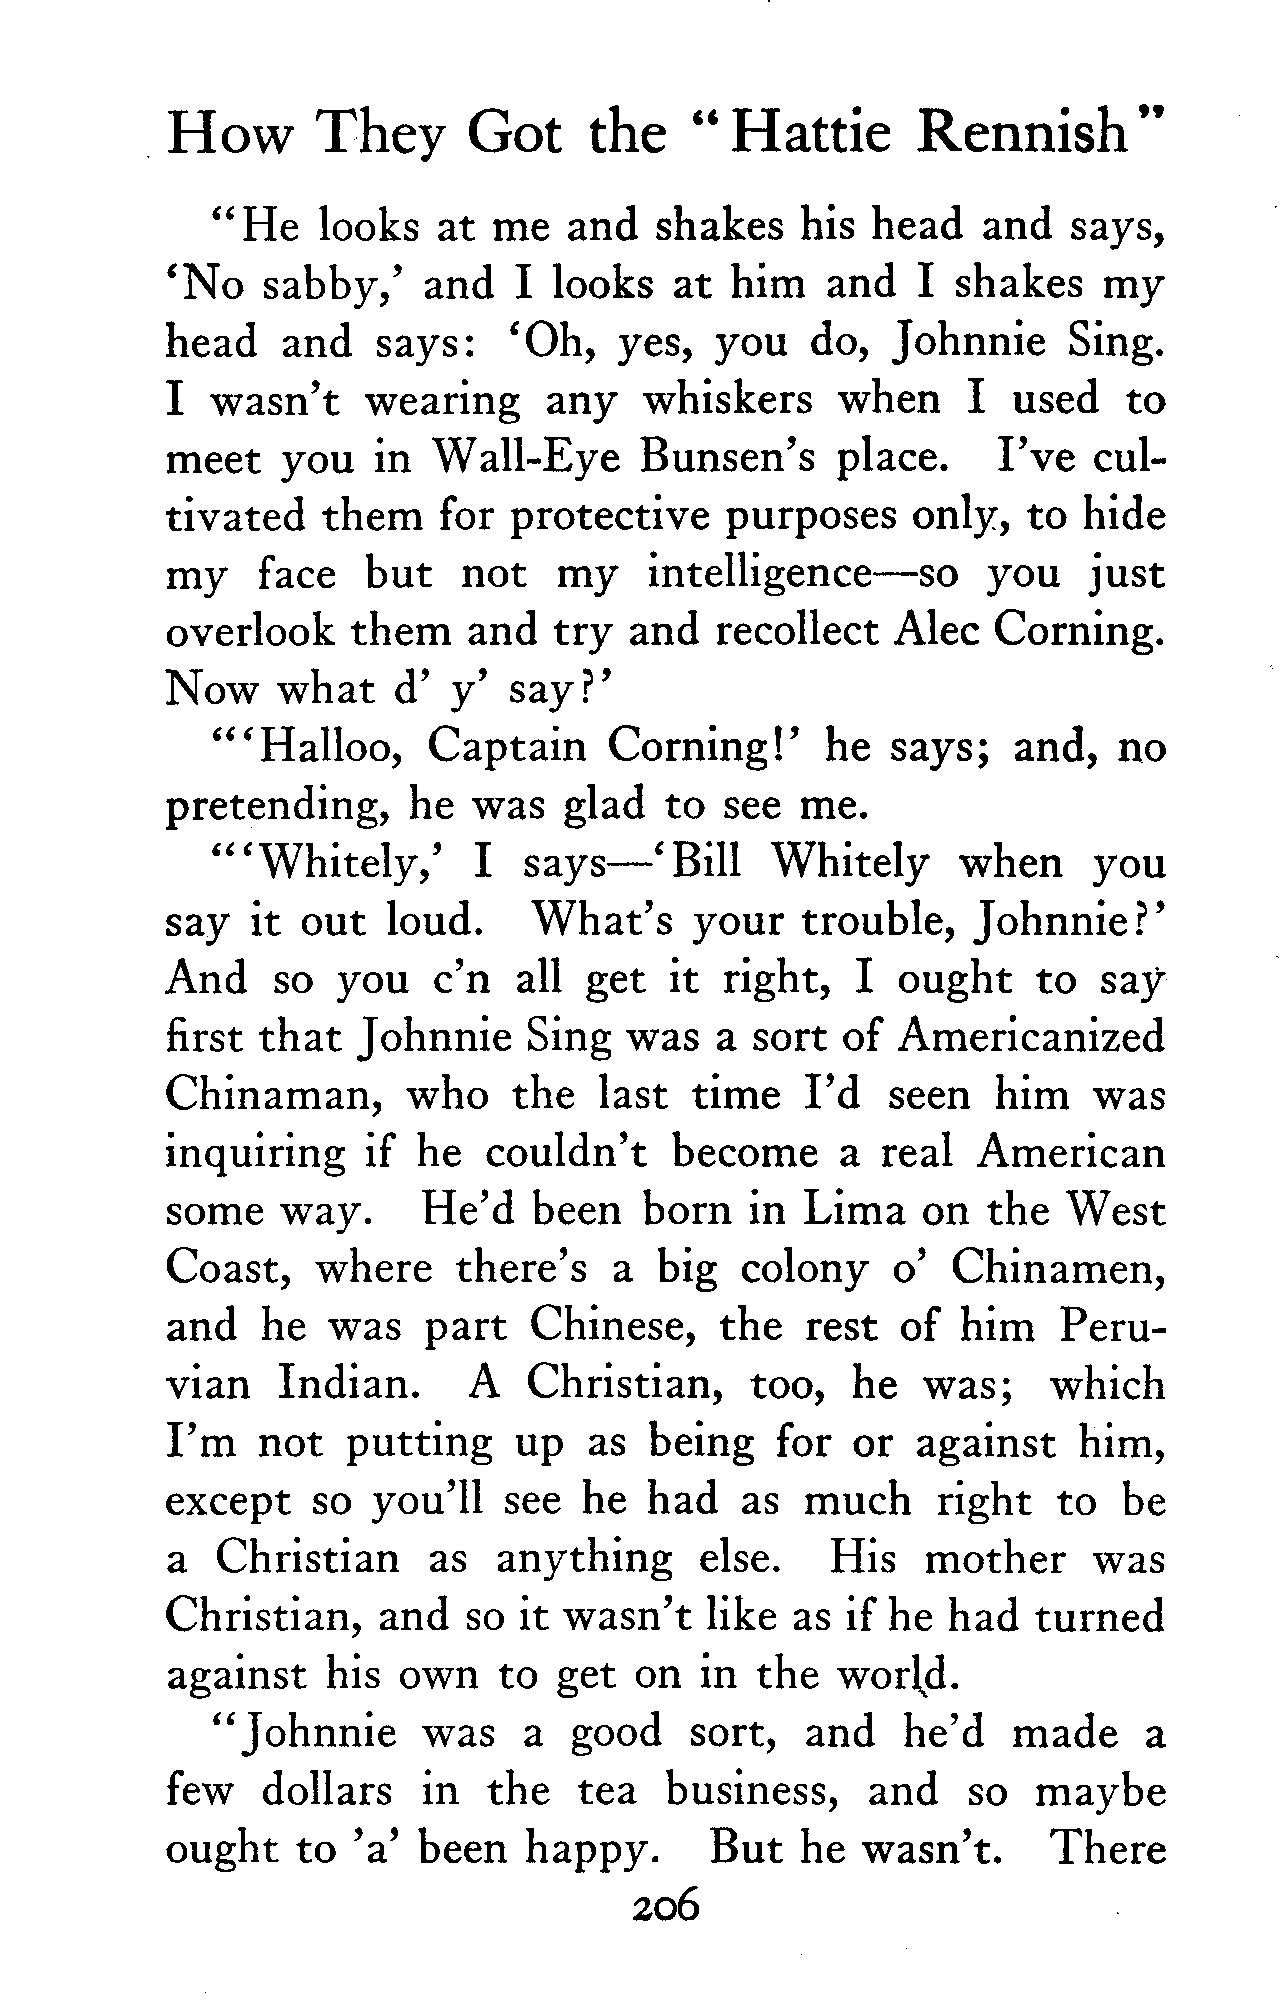 How They Got the "Hattie Rennish"
"He looks at me and shakes his head and says,
'No sabby,' and I looks at him and I shakes my
head and says: 'Oh, yes, you do, Johnnie Sing.
I wasn't wearing any whiskers when I used to
meet you in Wall-Eye Bunsen's place. I've cul-
tivated them for protective purposes only, to hide
my face but not my intelligence—so you just
overlook them and try and recollect Alec Corning.
Now what d' y' say?'
"'Halloo, Captain Corning!' he says; and, no
pretending, he was glad to see me.
"'Whitely,' I says—'Bill Whitely when you
say it out loud. What's your trouble, Johnnie?'
And so you c'n all get it right, I ought to say
first that Johnnie Sing was a sort of Americanized
Chinaman, who the last time I'd seen him was
inquiring if he couldn't become a real American
some way. He'd been born in Lima on the West
Coast, where there's a big colony o' Chinamen,
and he was part Chinese, the rest of him Peru-
vian Indian. A Christian, too, he was; which
I'm not putting up as being for or against him,
except so you'll see he had as much right to be
a Christian as anything else. His mother was
Christian, and so it wasn't like as if he had turned
against his own to get on in the world.
"Johnnie was a good sort, and he'd made a
few dollars in the tea business, and so maybe
ought to 'a' been happy. But he wasn't. There
206